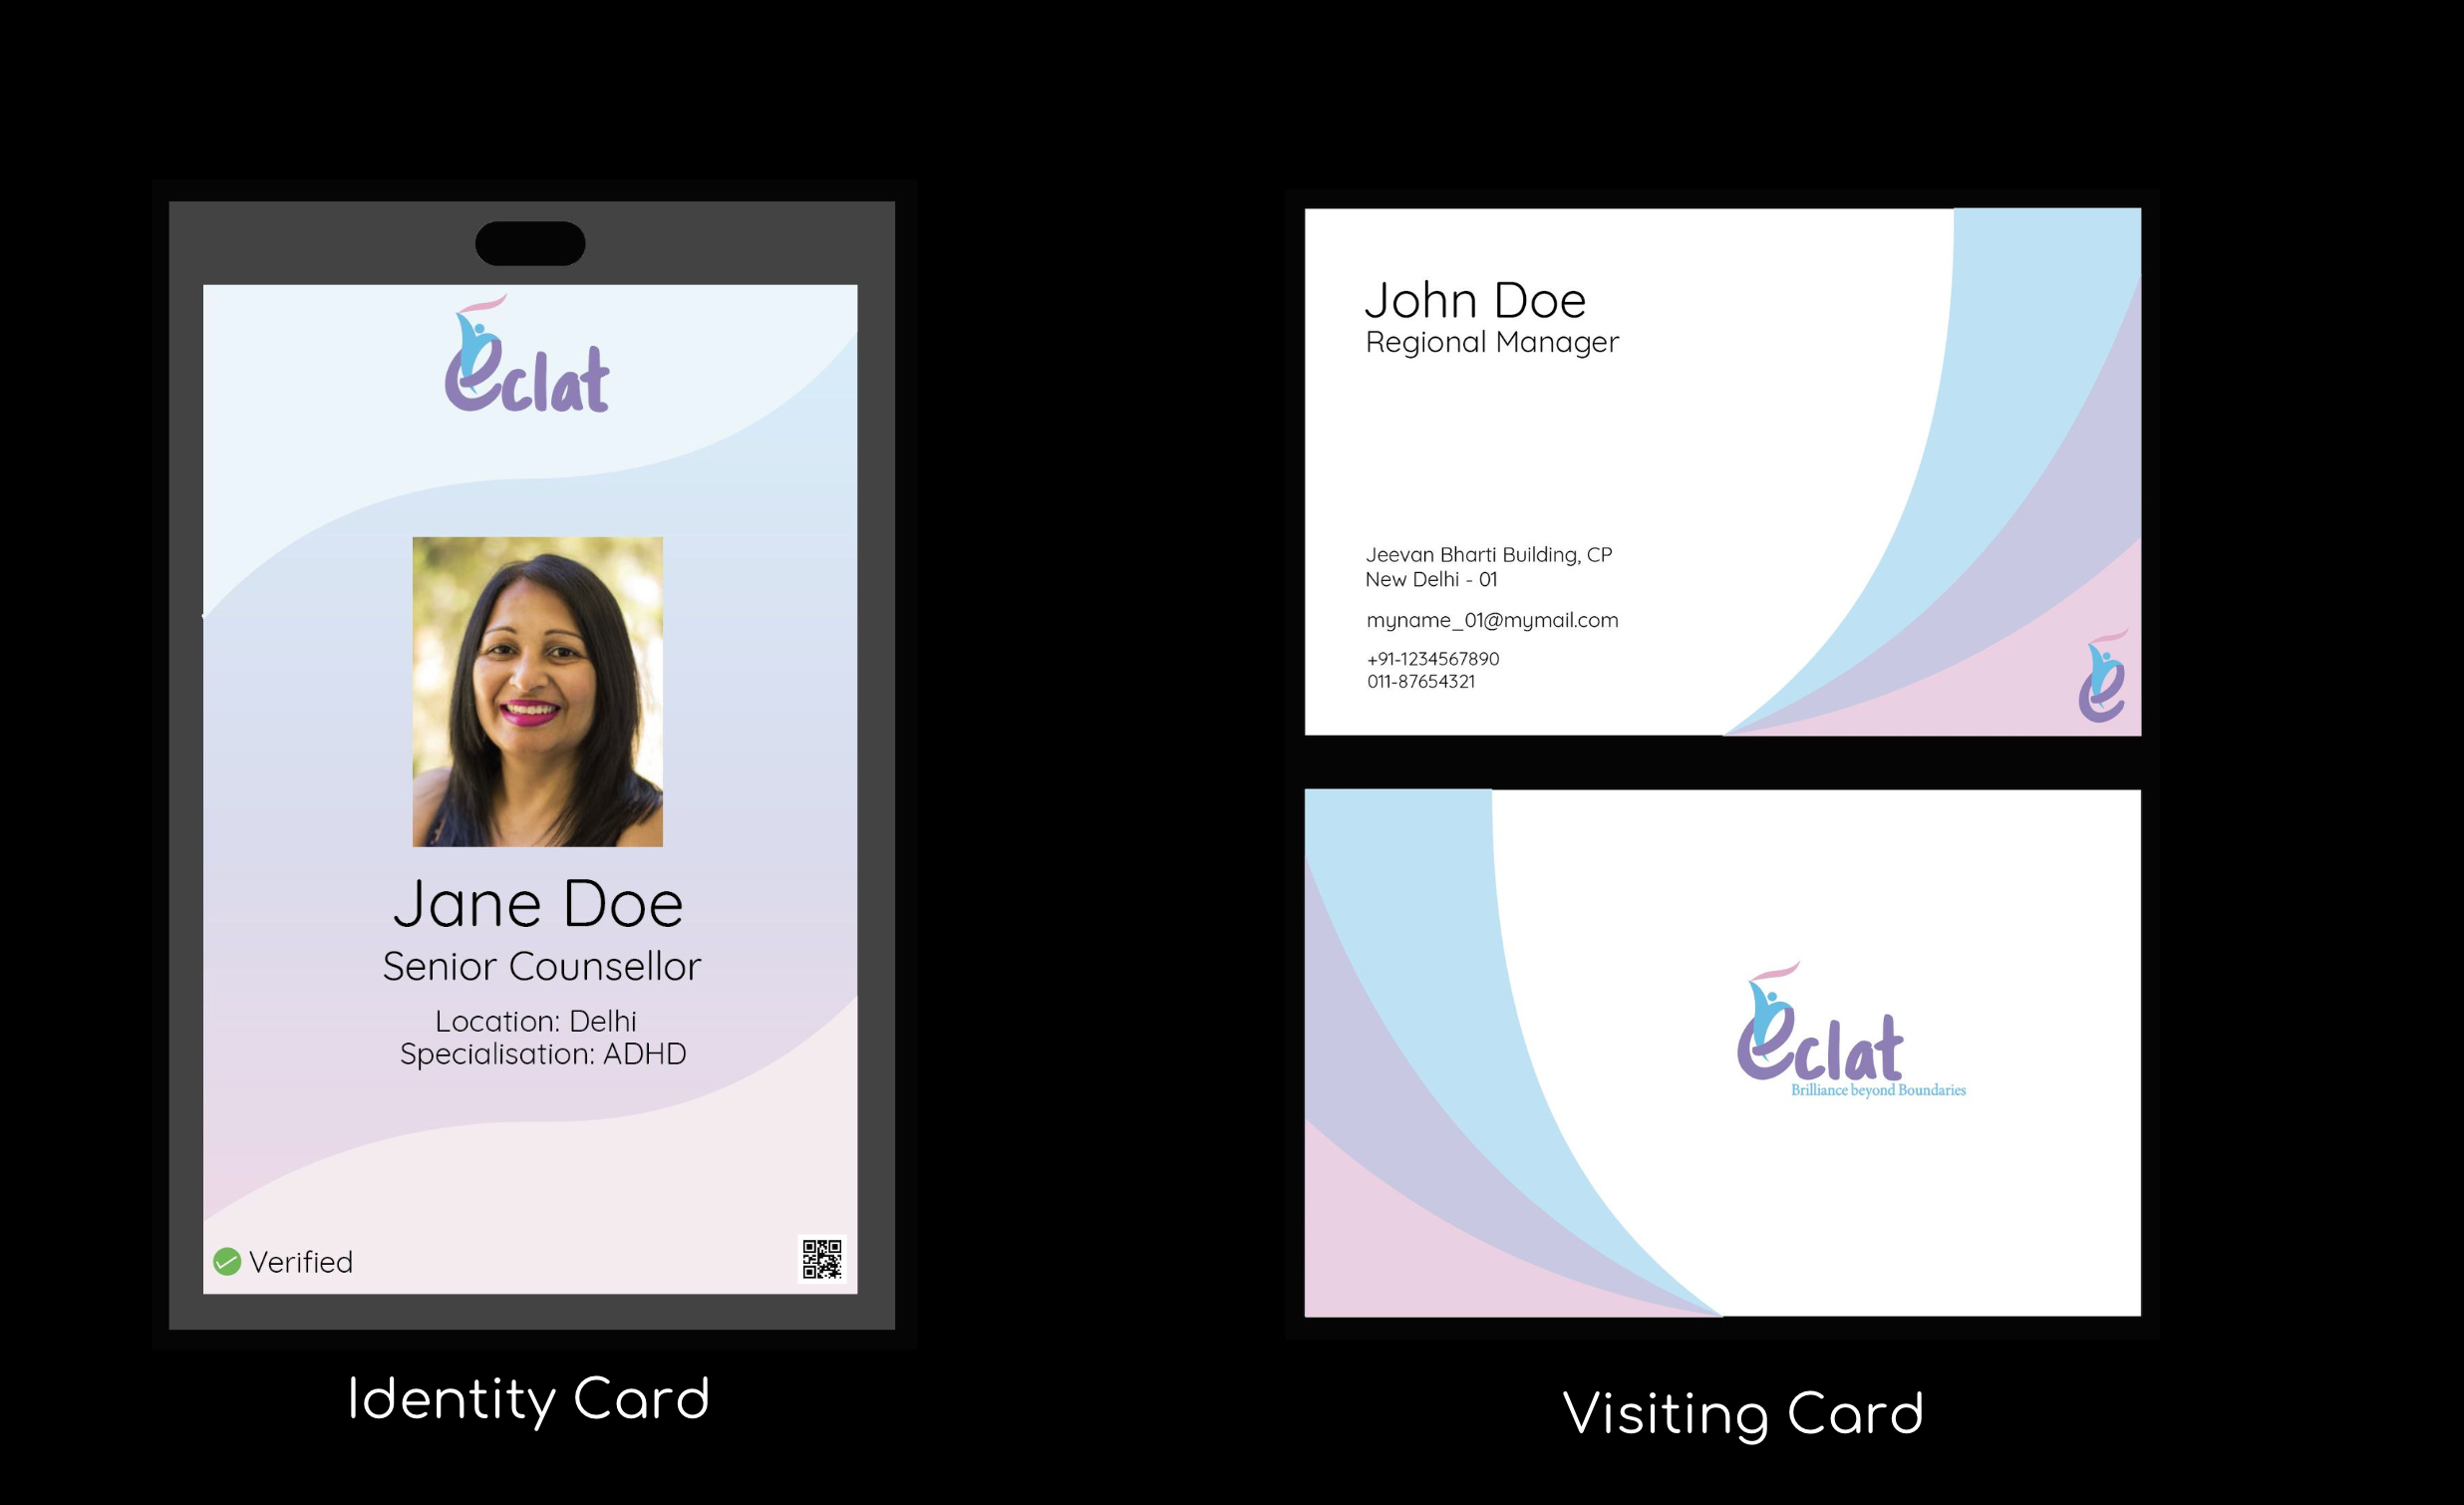 eclat
Jane Doe
Senior Counsellor
Location: Delhi
Specialisation: ADHD
Verified
Identity Card
John Doe
Regional Manager
Jeevan Bharti Building, CP
New Delhi - 01
myname_01@mymail.com
+91-1234567890
011-87654321
e
eclat
Brilliance beyond Boundaries
Visiting Card